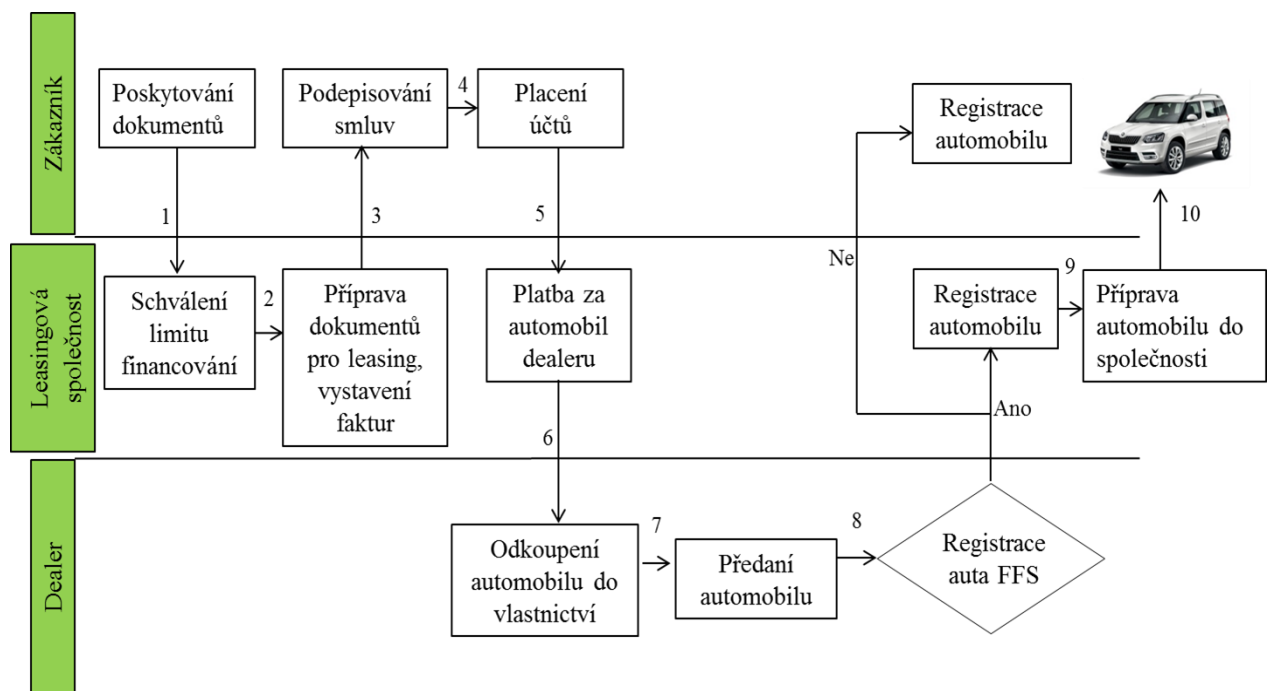 Zákazník
Poskytování
dokumentů
Podepisování
smluv
4
Placení
účtů
Registrace
automobilu
1
3
5
10
Ne
Leasingová
společnost
Schválení
limitu
financování
2
Příprava
dokumentů
pro leasing,
vystavení
faktur
Platba za
automobil
dealeru
Registrace
automobilu
9
Příprava
automobilu do
společnosti
Ano
6
Dealer
Odkoupení
automobilu do
vlastnictví
7
Předaní
automobilu
8
Registrace
auta FFS